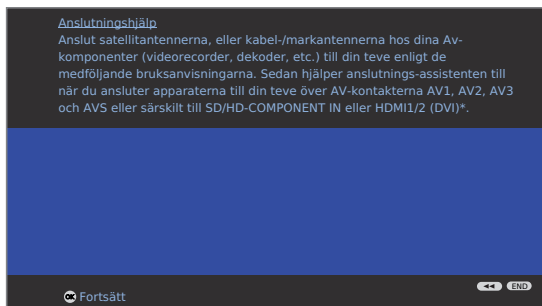 Anslutningshjälp
Anslut satellitantennerna, eller kabel-/markantennerna hos dina Av-
komponenter (videorecorder, dekoder, etc.) till din teve enligt de
medföljande bruksanvisningarna. Sedan hjälper anslutnings-assistenten till
när du ansluter apparaterna till din teve över AV-kontakterna AV1, AV2, AV3
och AVS eller särskilt till SD/HD-COMPONENT IN eller HDMI1/2 (DVI)*.
END
OK Fortsätt